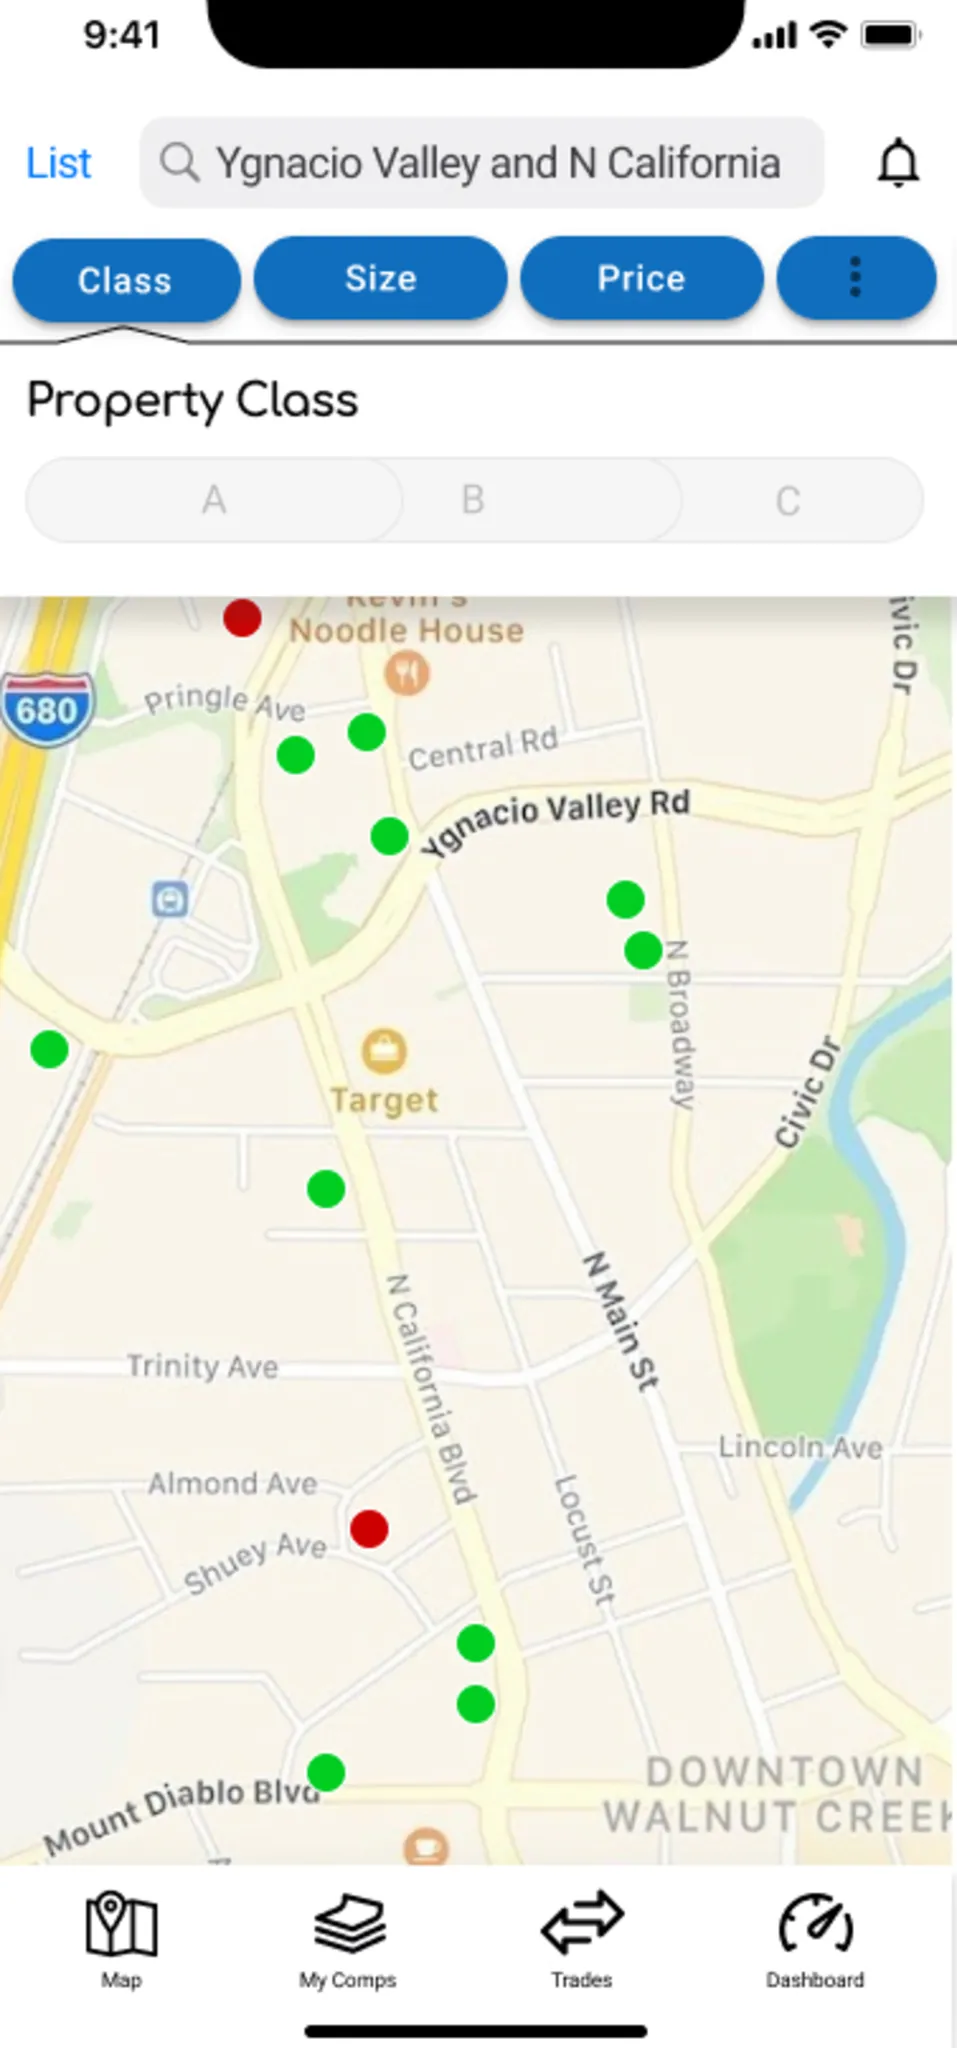 9:41
List
Ygnacio Valley and N California
Class
Size
Price
Property Class
A
B
C
Kevin's
Noodle House
ivic Dr
680
Pringle Ave
Central Rd
Ygnacio Valley Rd
N Broadway
Target
Civic Dr
N California Blvd
N Main St
Trinity Ave
Lincoln Ave
Almond Ave
Locust St
Shuey Ave
Mount Diablo Blvd
DOWNTOWN
WALNUT CREEK
Map
My Comps
Trades
Dashboard